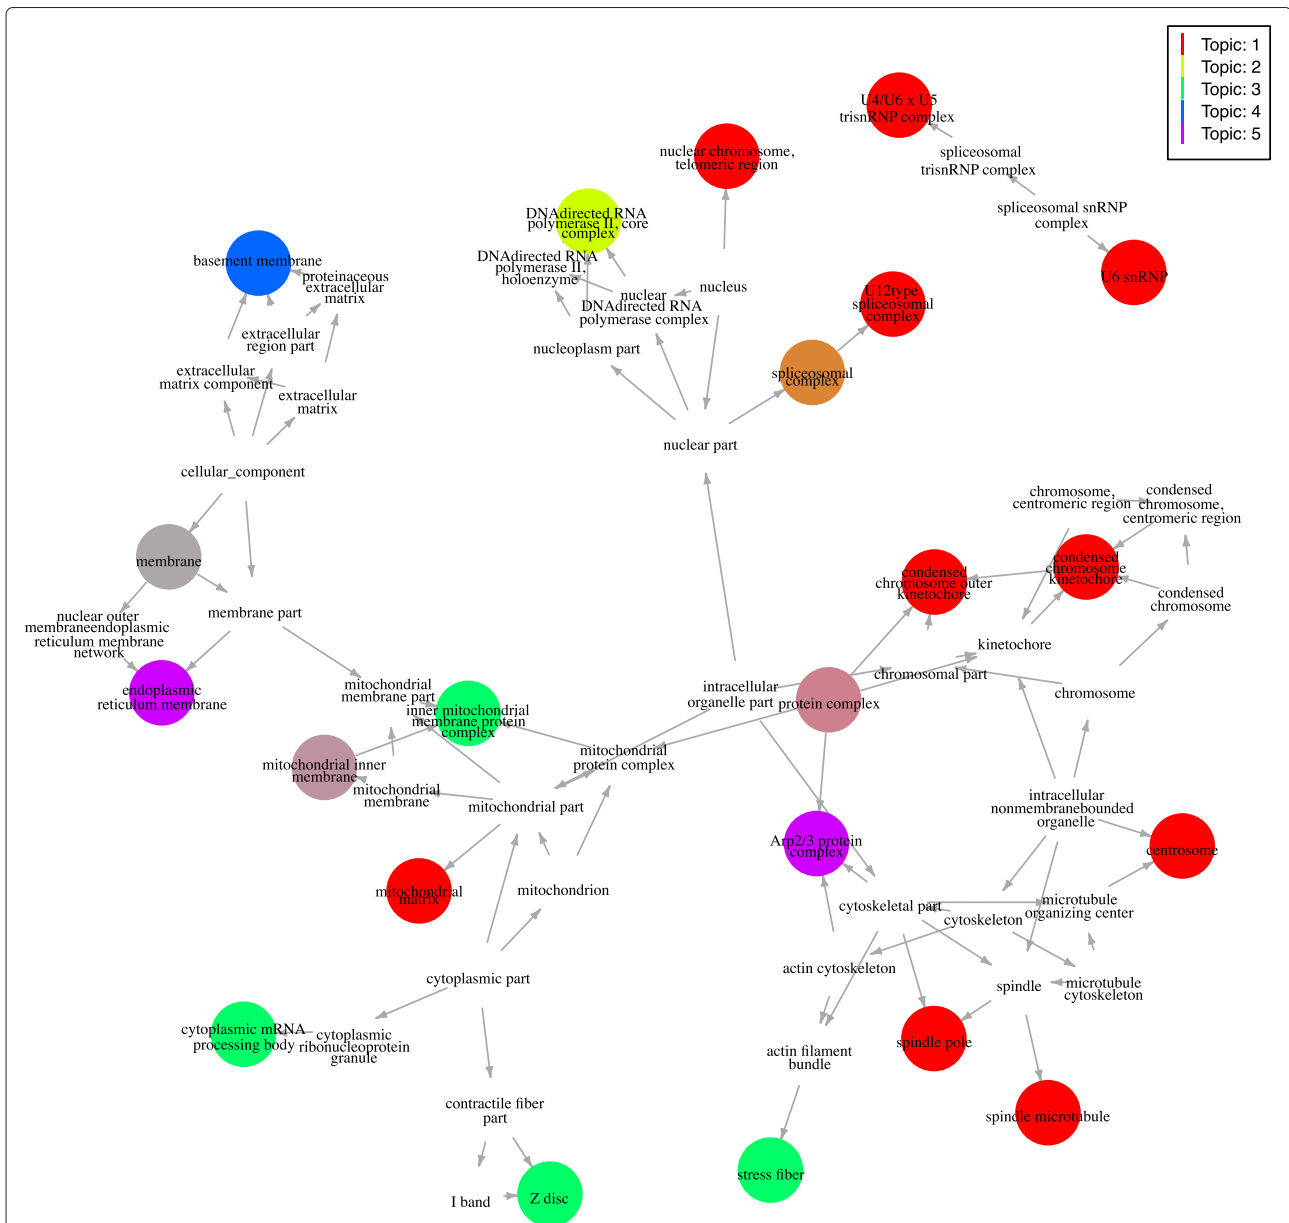 Topic: 1
Topic: 2
Topic: 3
Topic: 4
Topic: 5
U4/U6 x U5
trisnRNP complex
spliceosomal
trisnRNP complex
spliceosomal snRNP
complex
U6 snRNP
nuclear chromosome,
telomeric region
DNAdirected RNA
polymerase II, core
complex
DNAdirected RNA
polymerase II,
holoenzyme
nuclear
DNAdirected RNA
polymerase complex
nucleus
nucleoplasm part
U12type
spliceosomal
complex
spliceosomal
complex
nuclear part
basement membrane
proteinaceous
extracellular
matrix
extracellular
region part
extracellular
matrix component
extracellular
matrix
cellular_component
membrane
membrane part
nuclear outer
membraneendoplasmic
reticulum membrane
network
endoplasmic
reticulum membrane
mitochondrial
membrane part
inner mitochondrial
membrane protein
complex
mitochondrial inner
membrane
mitochondrial
membrane
mitochondrial
protein complex
mitochondrial part
mitochondrial
matrix
mitochondrion
cytoplasmic part
cytoplasmic mRNA
processing body
cytoplasmic
ribonucleoprotein
granule
contractile fiber
part
I band
Z disc
intracellular
organelle part
protein complex
chromosome,
centromeric region
condensed
chromosome,
centromeric region
condensed
chromosome outer
kinetochore
condensed
chromosome
kinetochore
condensed
chromosome
kinetochore
chromosomal part
chromosome
intracellular
nonmembranebounded
organelle
centrosome
Arp2/3 protein
complex
cytoskeletal part
cytoskeleton
microtubule
organizing center
actin cytoskeleton
spindle
microtubule
cytoskeleton
spindle pole
actin filament
bundle
spindle microtubule
stress fiber